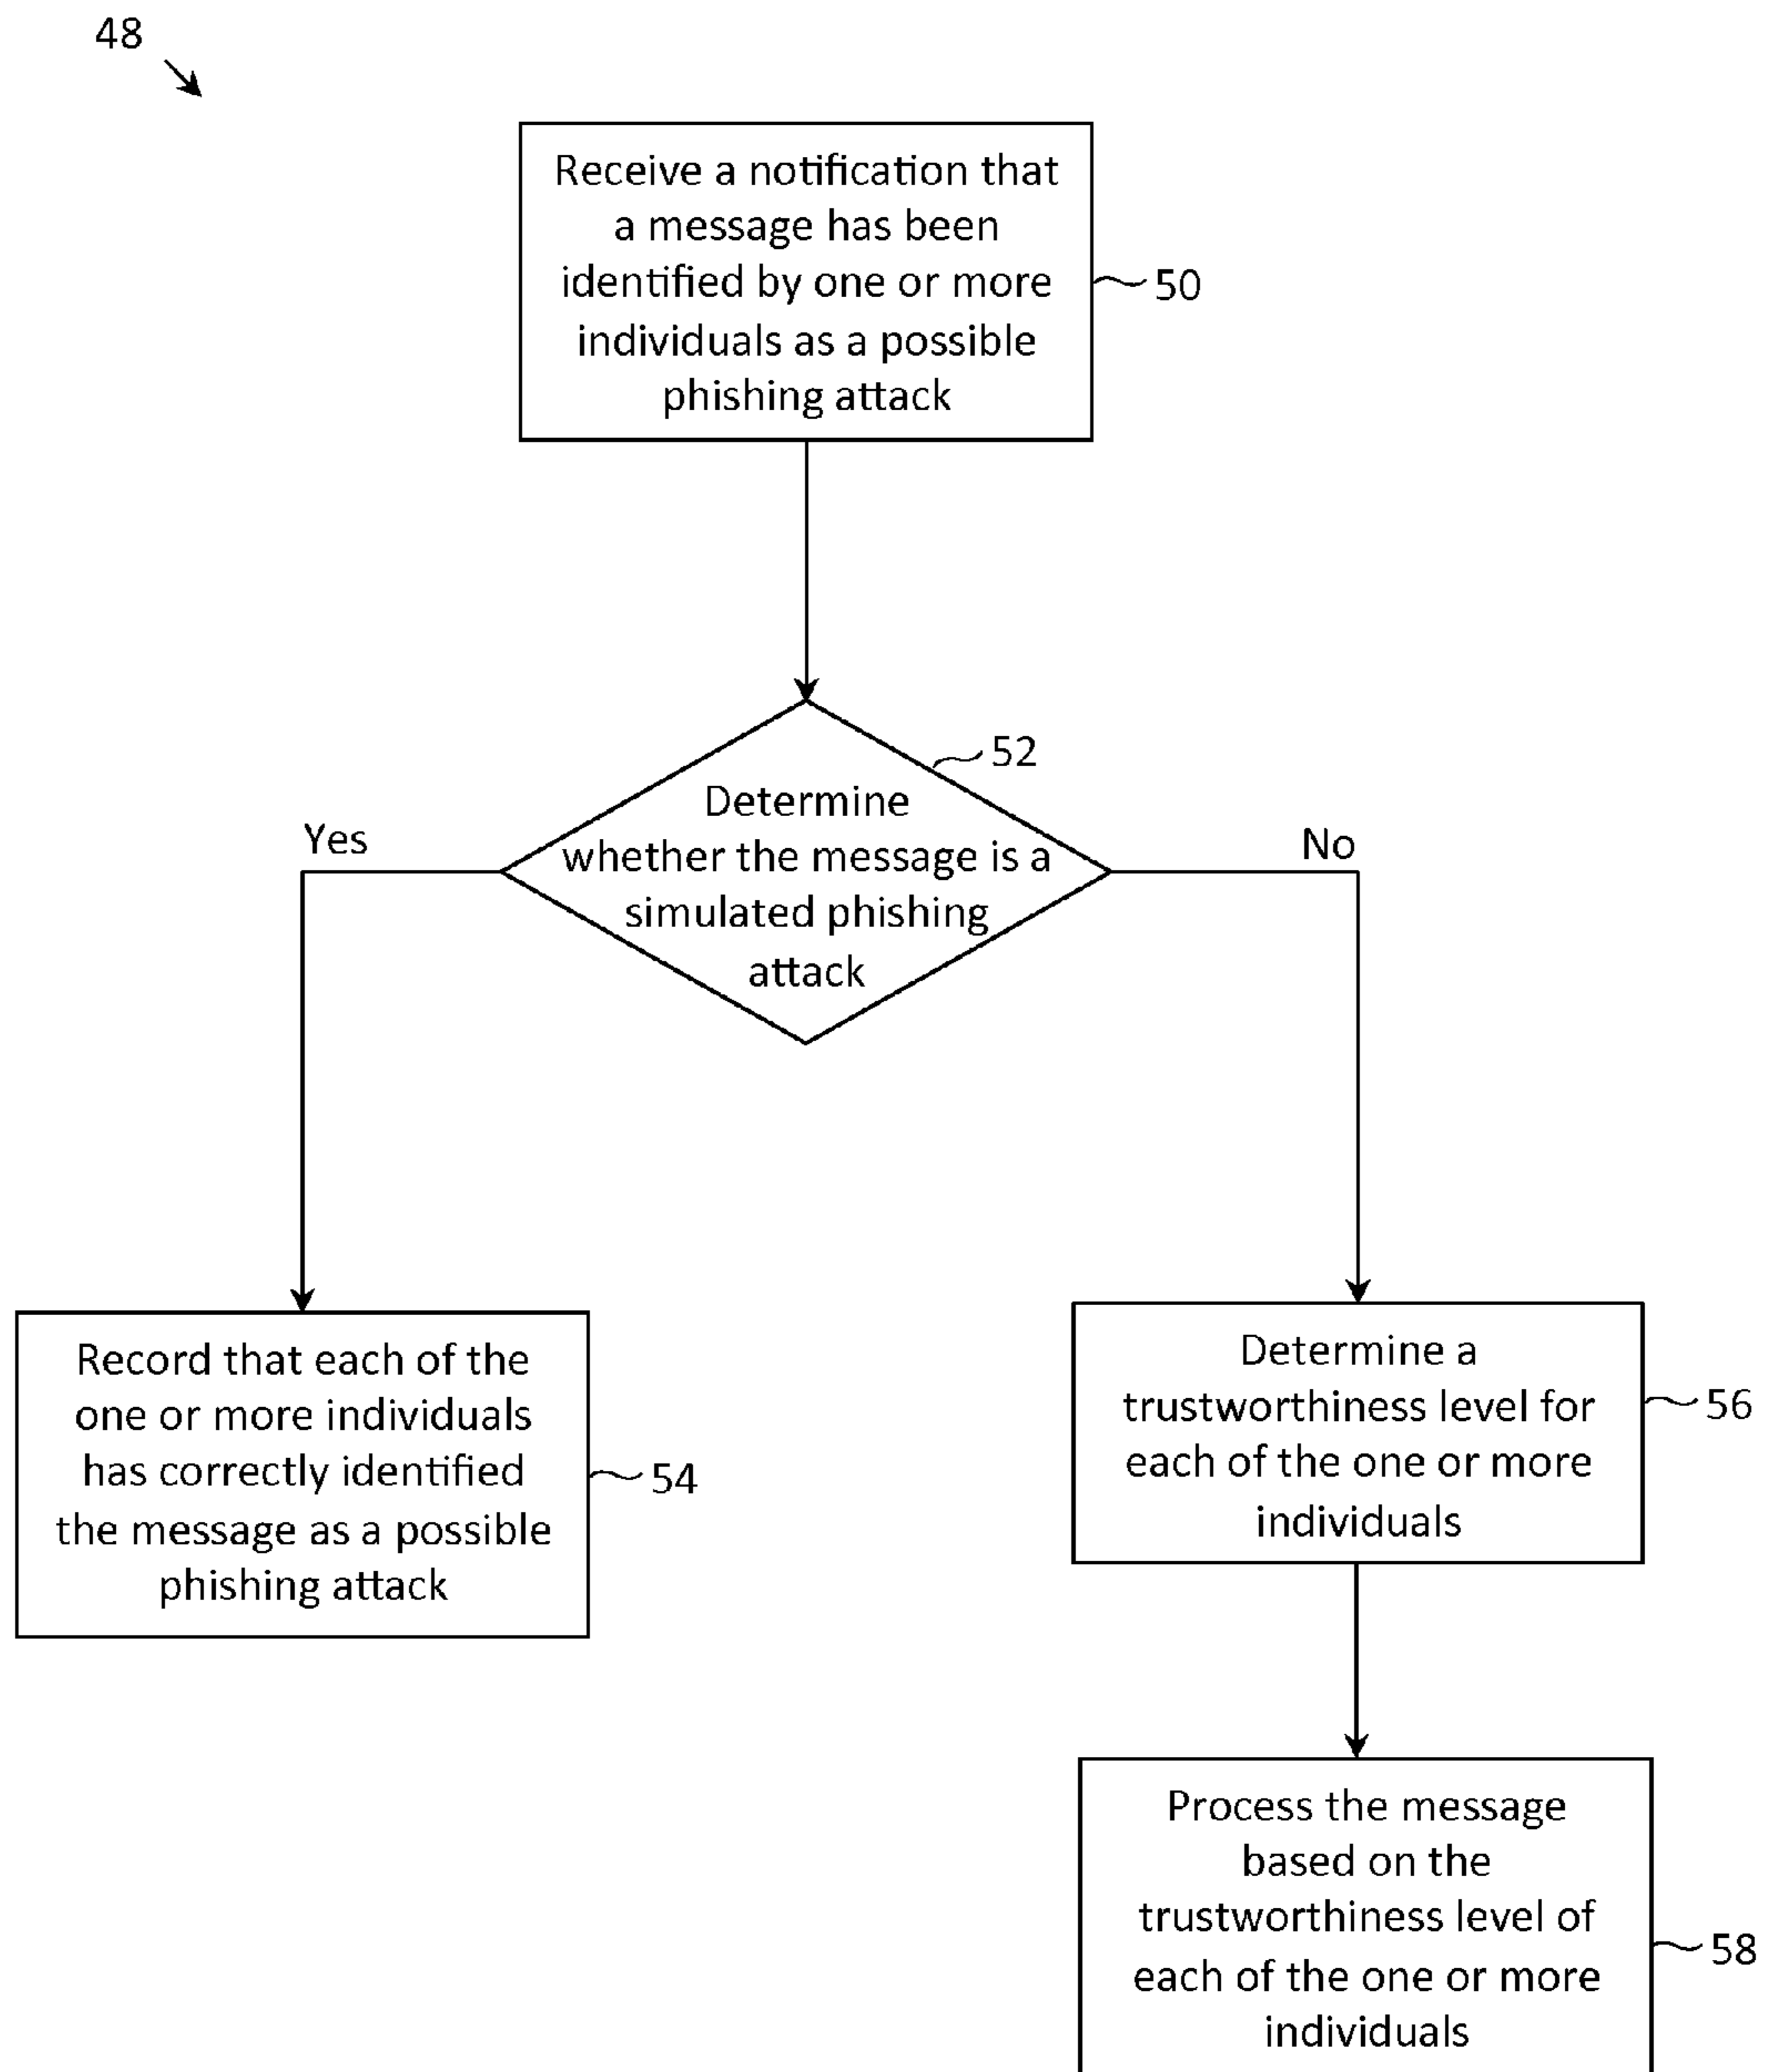 48
Receive a notification that
a message has been
identified by one or more
individuals as a possible
phishing attack
50
52
Determine
whether the message is a
simulated phishing
attack
Yes
No
Record that each of the
one or more individuals
has correctly identified
the message as a possible
phishing attack
54
Determine a
trustworthiness level for
each of the one or more
individuals
56
Process the message
based on the
trustworthiness level of
each of the one or more
individuals
58